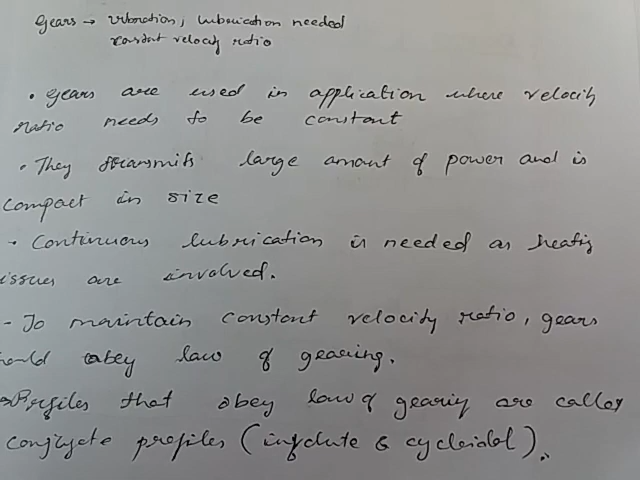 Gears → vibration, lubrication needed
constant velocity ratio
• Gears are used in application where velocity
ratio needs to be constant
• They transmits large amount of power and is
compact in size
• Continuous lubrication is needed as heating
issues are involved.
- To maintain constant velocity ratio, gears
should obey law of gearing.
• Profiles that obey law of gearing are called
conjugate profiles (involute & cycloidal).